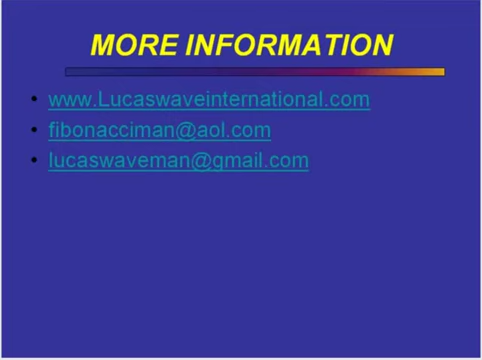 MORE INFORMATION
• www.Lucaswaveinternational.com
• fibonacciman@aol.com
• lucaswaveman@gmail.com